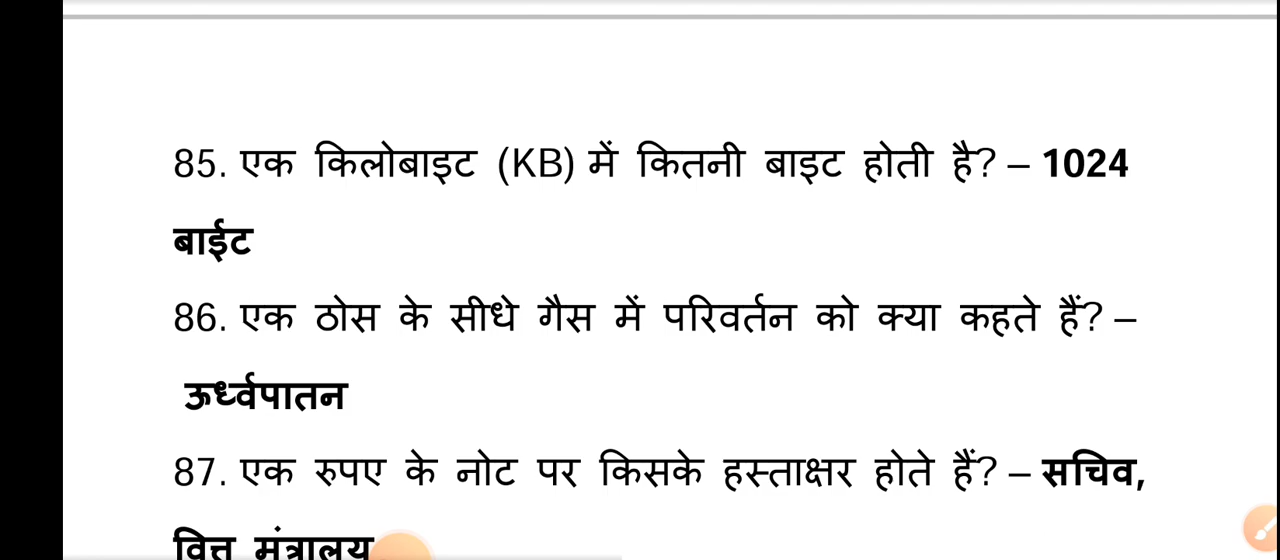 85. एक किलोबाइट (KB) में कितनी बाइट होती है? – 1024
बाईट
86. एक ठोस के सीधे गैस में परिवर्तन को क्या कहते हैं? –
ऊर्ध्वपातन
87. एक रुपए के नोट पर किसके हस्ताक्षर होते हैं? – सचिव,
वित्त मंत्रालय